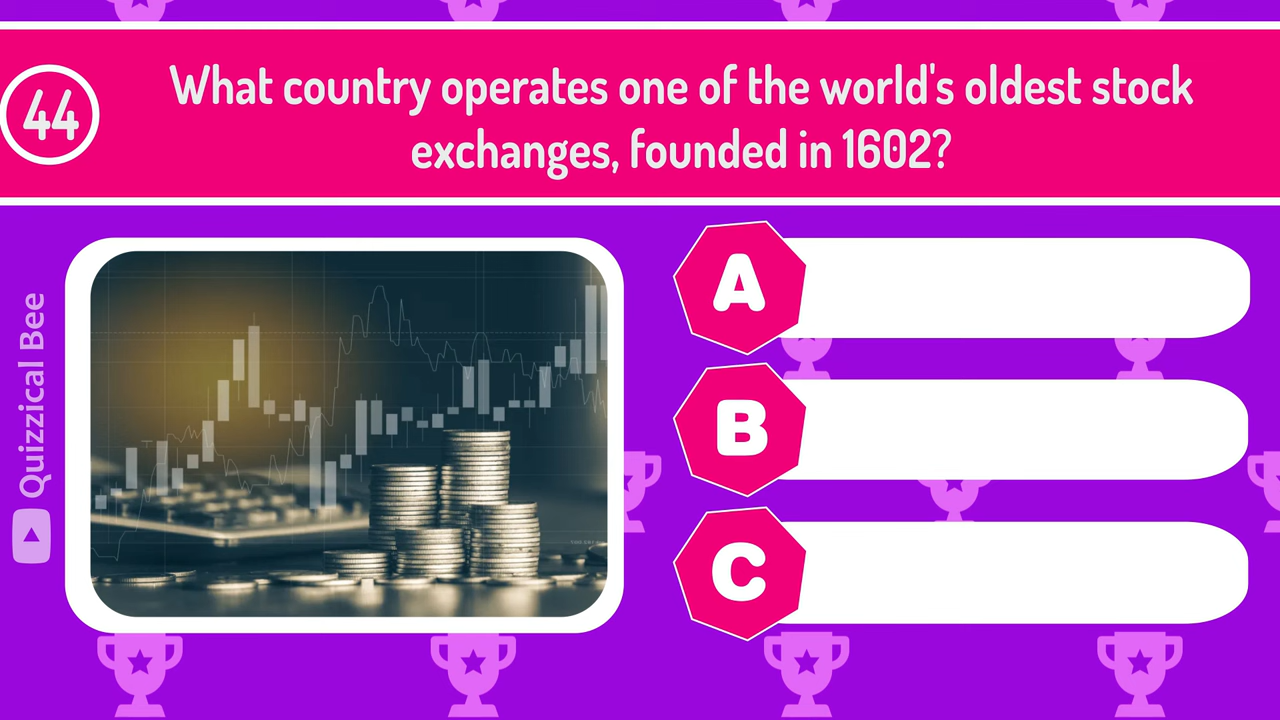 44
What country operates one of the world's oldest stock
exchanges, founded in 1602?
Quizzical Bee
A
B
C